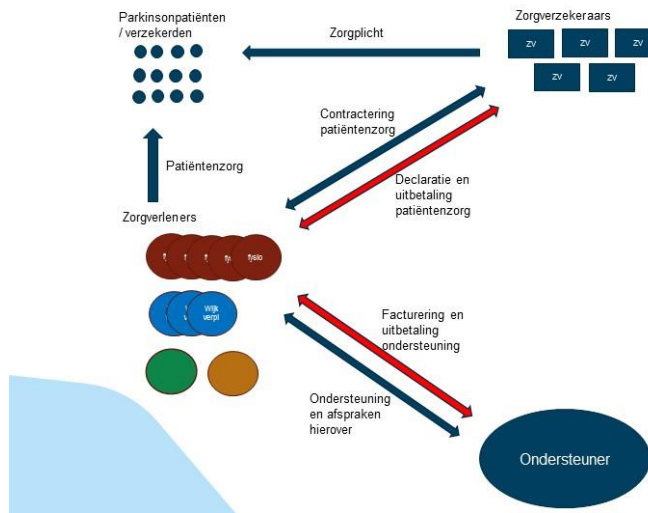 Parkinsonpatiënten
/ verzekerden
Zorgplicht
Zorgverzekeraars
ZV
ZV
ZV
ZV
ZV
Contractering
patiëntenzorg
Patiëntenzorg
Declaratie en
uitbetaling
patiëntenzorg
Zorgverleners
fysio
Wijk
verpl
Facturering en
uitbetaling
ondersteuning
Ondersteuning
en afspraken
hierover
Ondersteuner